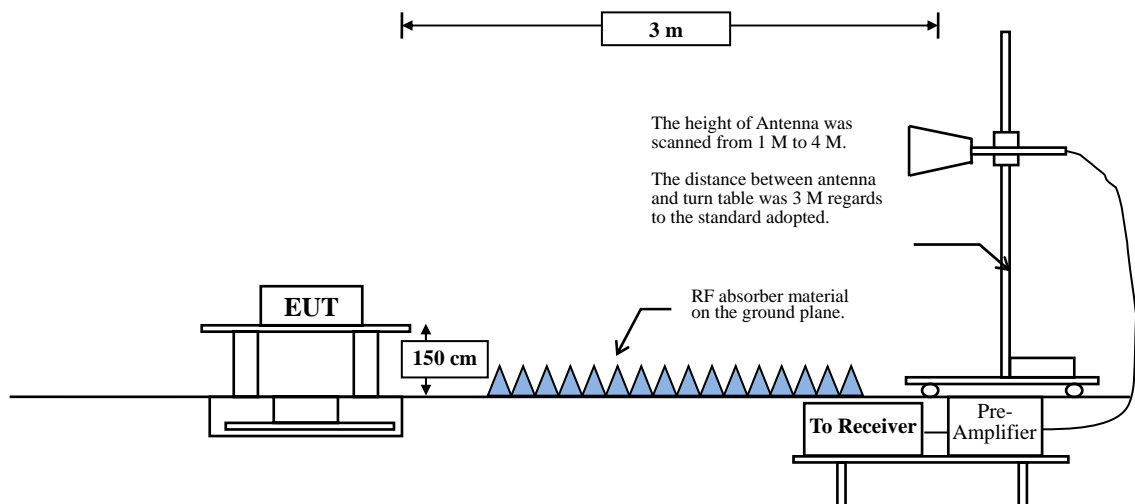 3 m
The height of Antenna was
scanned from 1 M to 4 M.
The distance between antenna
and turn table was 3 M regards
to the standard adopted.
EUT
RF absorber material
on the ground plane.
150 cm
To Receiver
Pre-
Amplifier